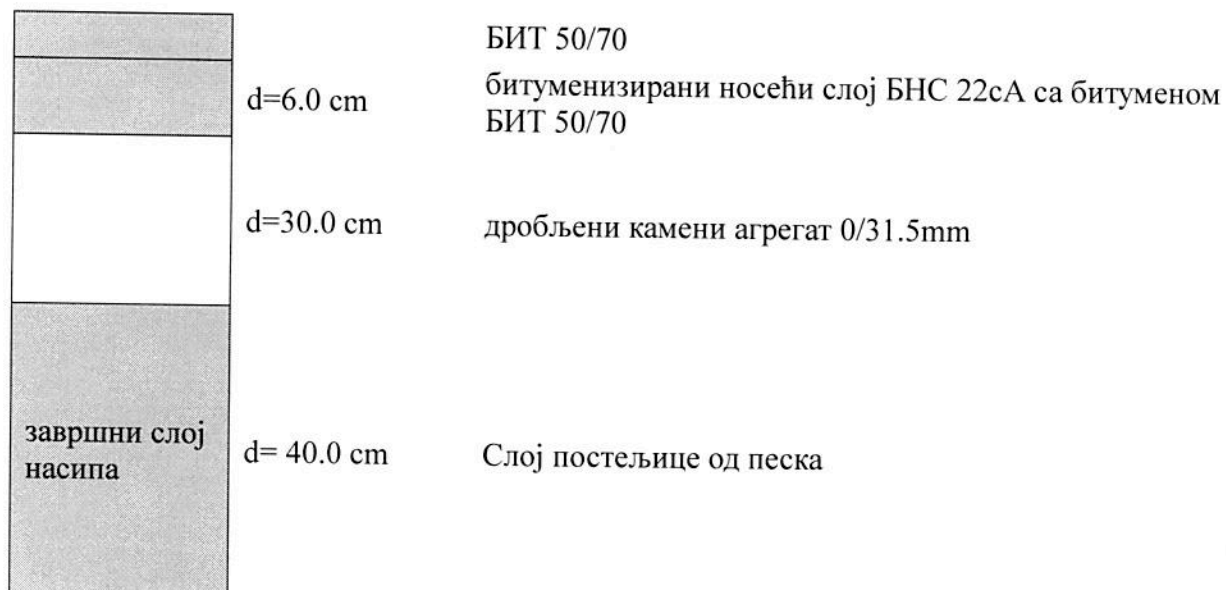 БИТ 50/70
d=6.0 cm
битуменизирани носећи слој БНС 22сА са битуменом
БИТ 50/70
d=30.0 cm
дробљени камени агрегат 0/31.5mm
завршни слој
насипа
d= 40.0 cm
Слој постељице од песка